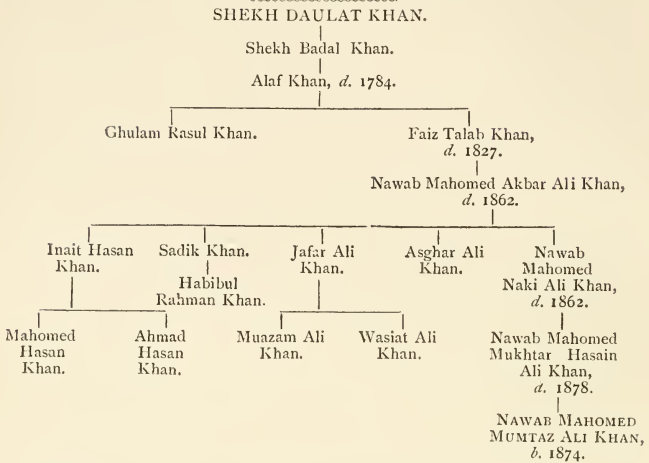 SHEKH DAULAT KHAN.
Shekh Badal Khan.
Alaf Khan, d. 1784.
Ghulam Rasul Khan.
Faiz Talab Khan,
d. 1827.
Nawab Mahomed Akbar Ali Khan,
d. 1862.
Inait Hasan
Khan.
Sadik Khan.
Jafar Ali
Khan.
Asghar Ali
Khan.
Nawab
Mahomed
Naki Ali Khan,
d. 1862.
Habibul
Rahman Khan.
Mahomed
Hasan
Khan.
Ahmad
Hasan
Khan.
Muazam Ali
Khan.
Wasiat Ali
Khan.
Nawab Mahomed
Mukhtar Hasain
Ali Khan,
d. 1878.
NAWAB MAHOMED
MUMTAZ ALI KHAN,
b. 1874.